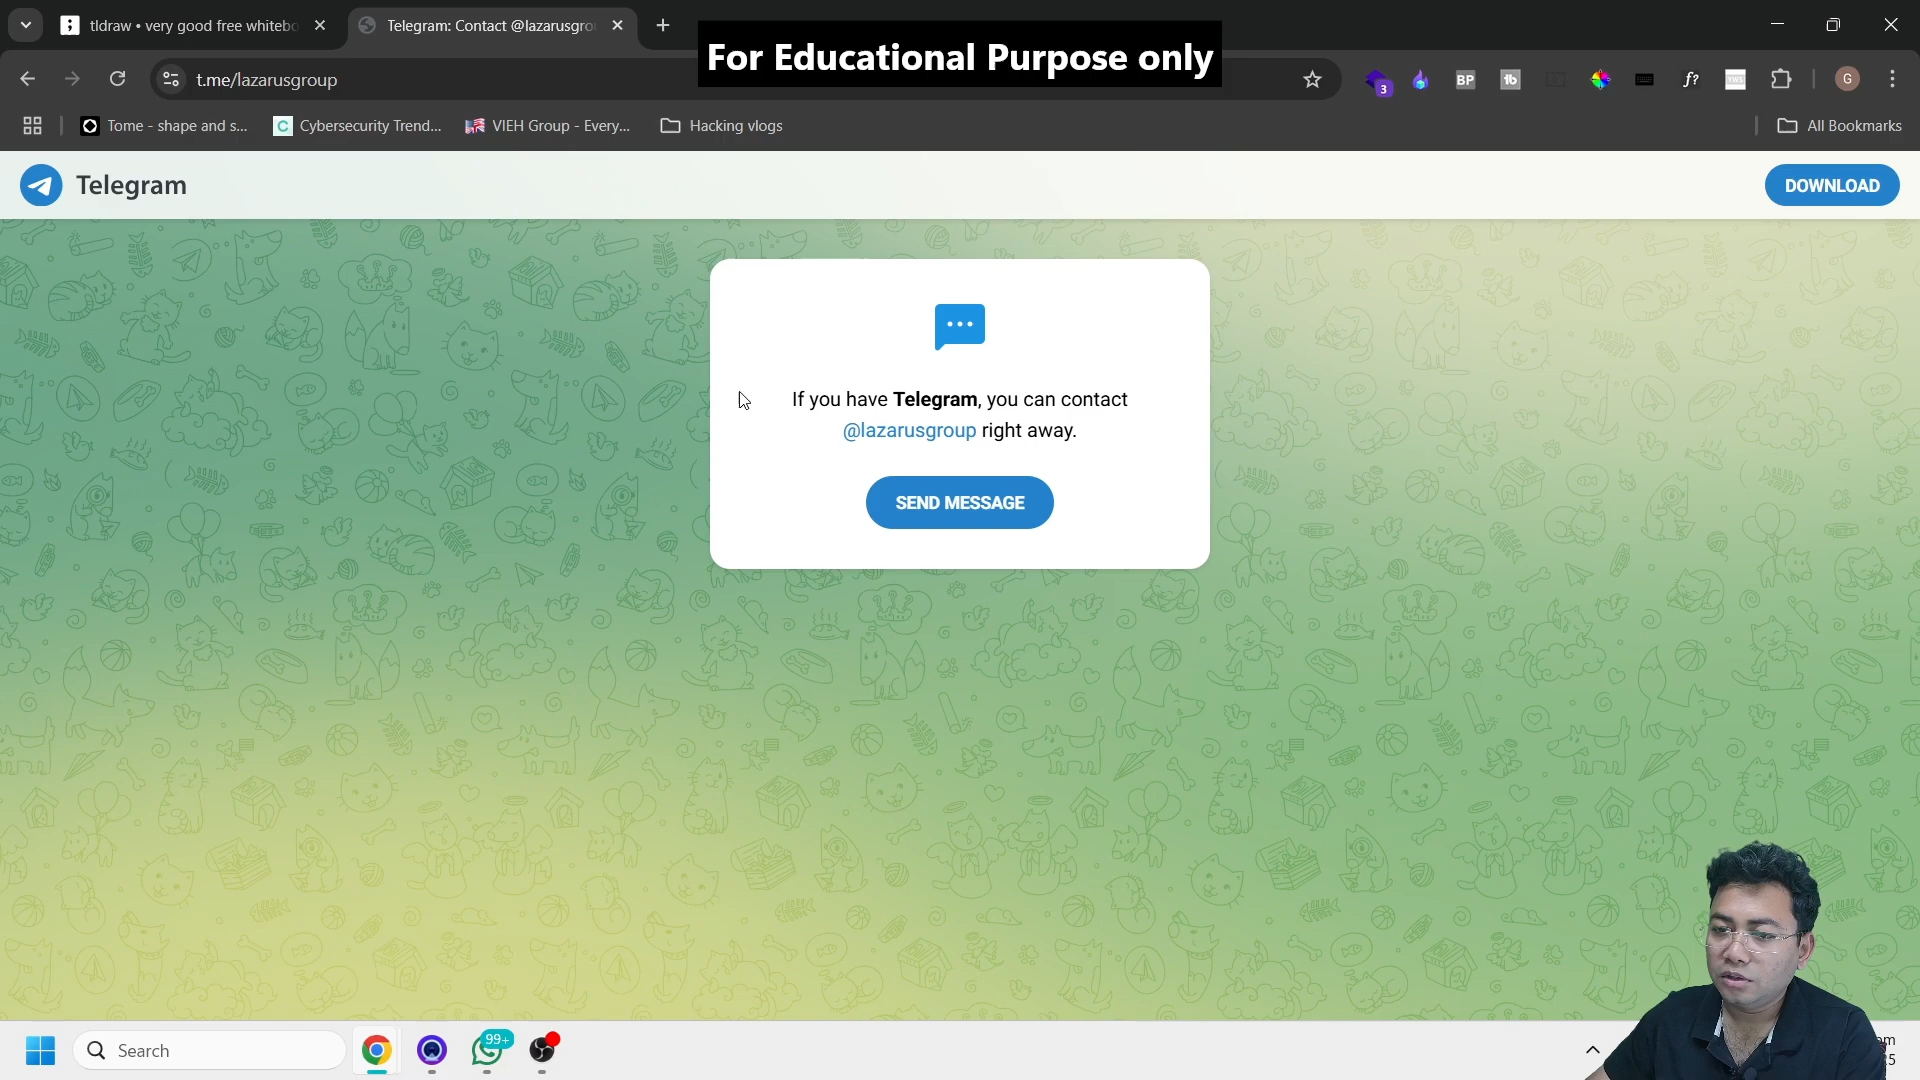 tldraw • very good free whitebo
Telegram: Contact @lazarusgro
For Educational Purpose only
t.me/lazarusgroup
3
BP
f?
G
Tome - shape and s...
Cybersecurity Trend...
VIEH Group - Every...
Hacking vlogs
All Bookmarks
Telegram
DOWNLOAD
If you have Telegram, you can contact
@lazarusgroup right away.
SEND MESSAGE
Search
99+